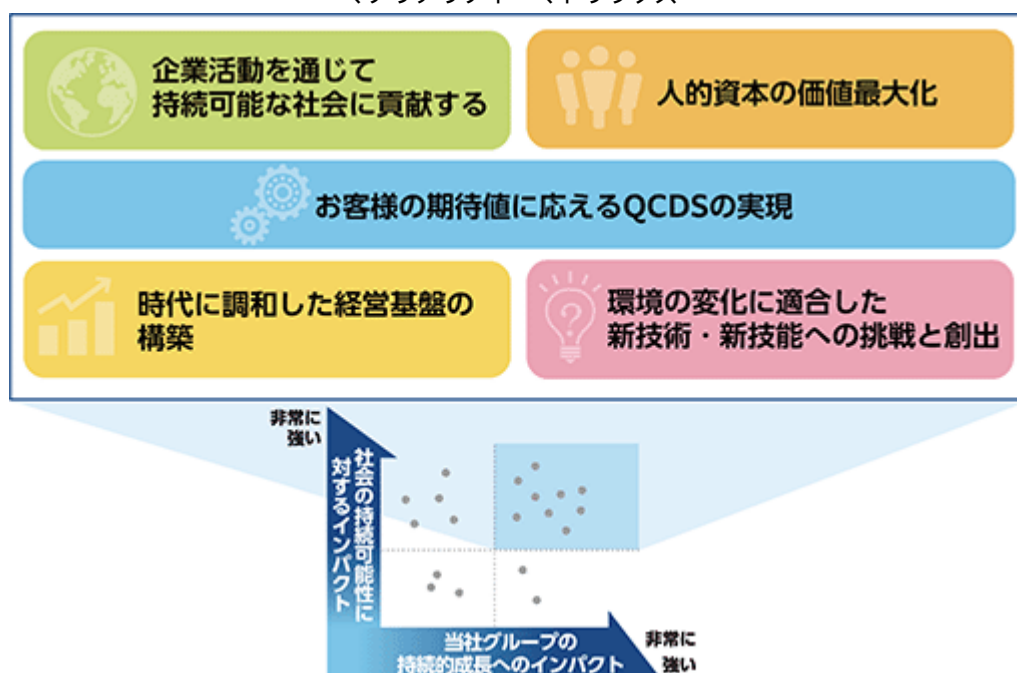 企業活動を通じて
持続可能な社会に貢献する
人的資本の価値最大化
お客様の期待値に応えるQCDSの実現
時代に調和した経営基盤の
構築
環境の変化に適合した
新技術・新技能への挑戦と創出
非常に
強い
社会の持続可能性に
対するインパクト
当社グループの
持続的成長へのインパクト
非常に
強い